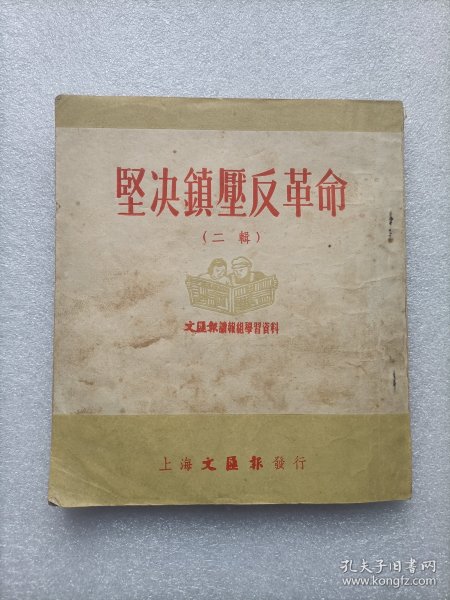 堅决鎮壓反革命
（二輯）
文匯報讀報組學習資料
上海文匯報發行
孔夫子旧书网
www.kongfz.com